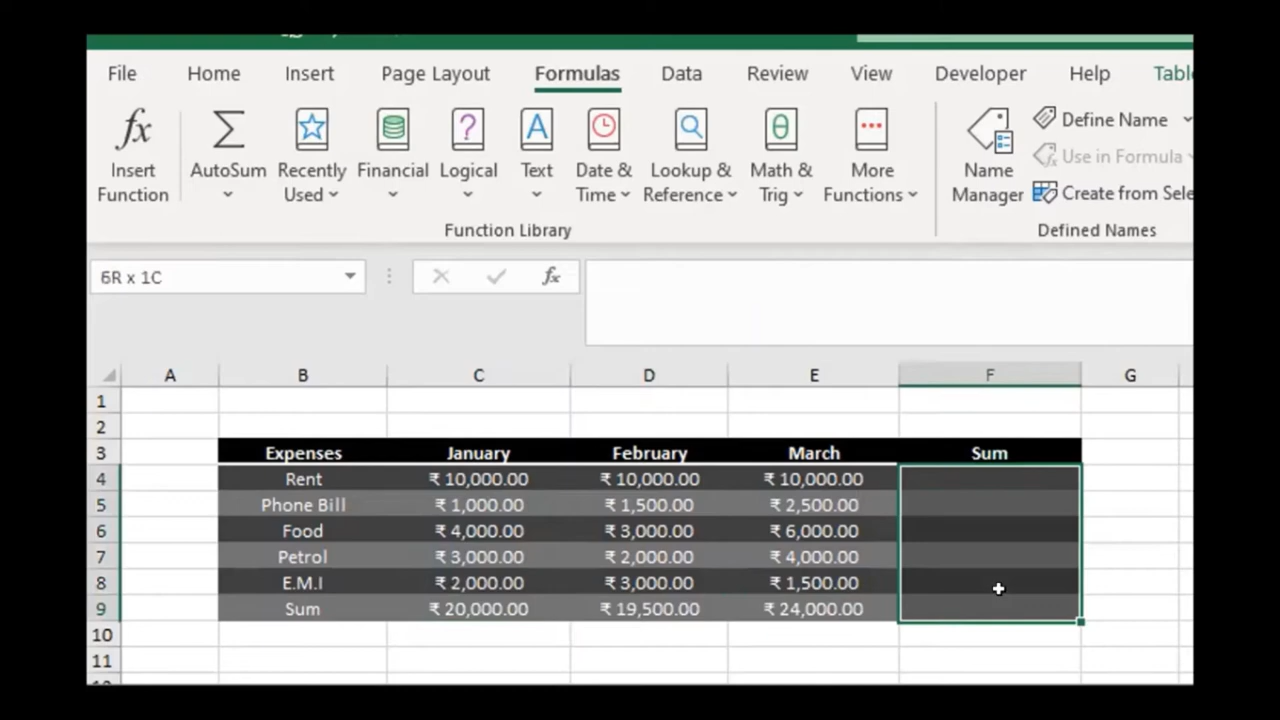 File Home Insert Page Layout Formulas Data Review View Developer Help Table
fx Σ ? A θ
Insert Function AutoSum Recently Used Financial Logical Text Date & Time Lookup & Reference Math & Trig More Functions Name Manager
Define Name
Use in Formula
Create from Sele
Function Library Defined Names
6R x 1C fx
A B C D E F G
1
2
3 Expenses January February March Sum
4 Rent ₹ 10,000.00 ₹ 10,000.00 ₹ 10,000.00
5 Phone Bill ₹ 1,000.00 ₹ 1,500.00 ₹ 2,500.00
6 Food ₹ 4,000.00 ₹ 3,000.00 ₹ 6,000.00
7 Petrol ₹ 3,000.00 ₹ 2,000.00 ₹ 4,000.00
8 E.M.I ₹ 2,000.00 ₹ 3,000.00 ₹ 1,500.00
9 Sum ₹ 20,000.00 ₹ 19,500.00 ₹ 24,000.00
10
11